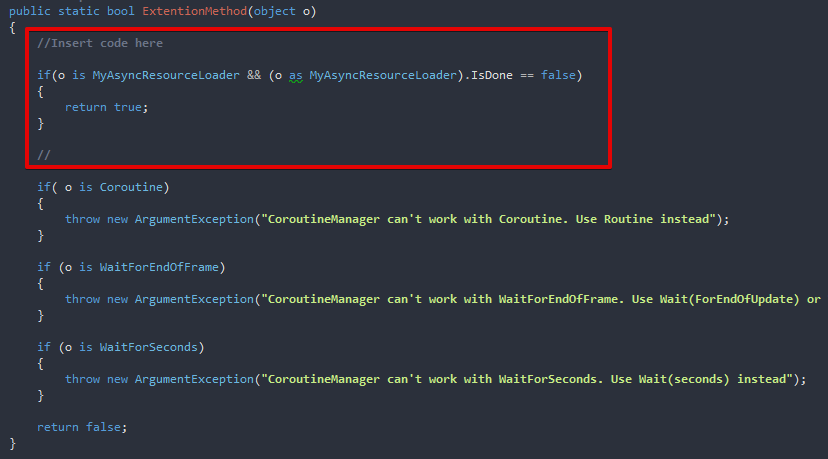 public static bool ExtentionMethod(object o)
{
//Insert code here
if(o is MyAsyncResourceLoader && (o as MyAsyncResourceLoader).IsDone == false)
{
return true;
}
//
if( o is Coroutine)
{
throw new ArgumentException("CoroutineManager can't work with Coroutine. Use Routine instead");
}
if (o is WaitForEndOfFrame)
{
throw new ArgumentException("CoroutineManager can't work with WaitForEndOfFrame. Use Wait(ForEndOfUpdate) or
}
if (o is WaitForSeconds)
{
throw new ArgumentException("CoroutineManager can't work with WaitForSeconds. Use Wait(seconds) instead");
}
return false;
}